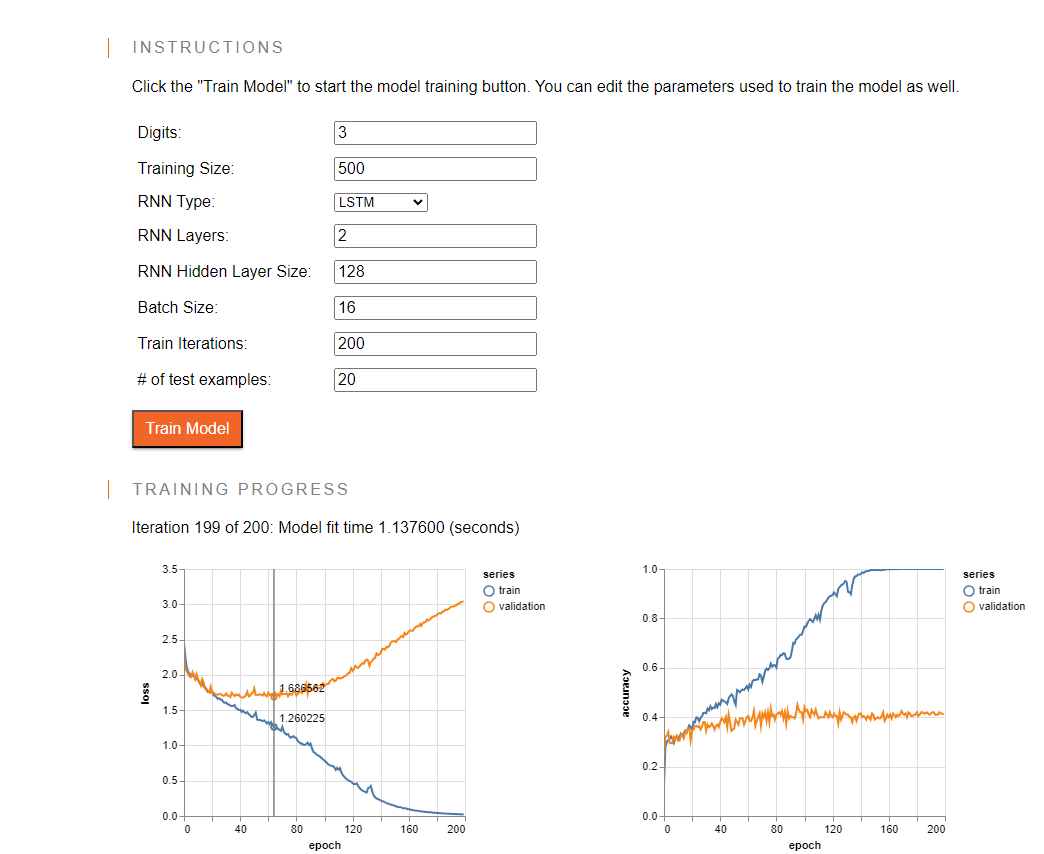 INSTRUCTIONS
Click the "Train Model" to start the model training button. You can edit the parameters used to train the model as well.
Digits: 3
Training Size: 500
RNN Type: LSTM
RNN Layers: 2
RNN Hidden Layer Size: 128
Batch Size: 16
Train Iterations: 200
# of test examples: 20
Train Model
TRAINING PROGRESS
Iteration 199 of 200: Model fit time 1.137600 (seconds)
3.5
3.0
2.5
2.0
1.5
1.0
0.5
0.0
loss
1.686562
1.260225
0 40 80 120 160 200
epoch
series
train
validation
1.0
0.8
0.6
0.4
0.2
0.0
accuracy
0 40 80 120 160 200
epoch
series
train
validation